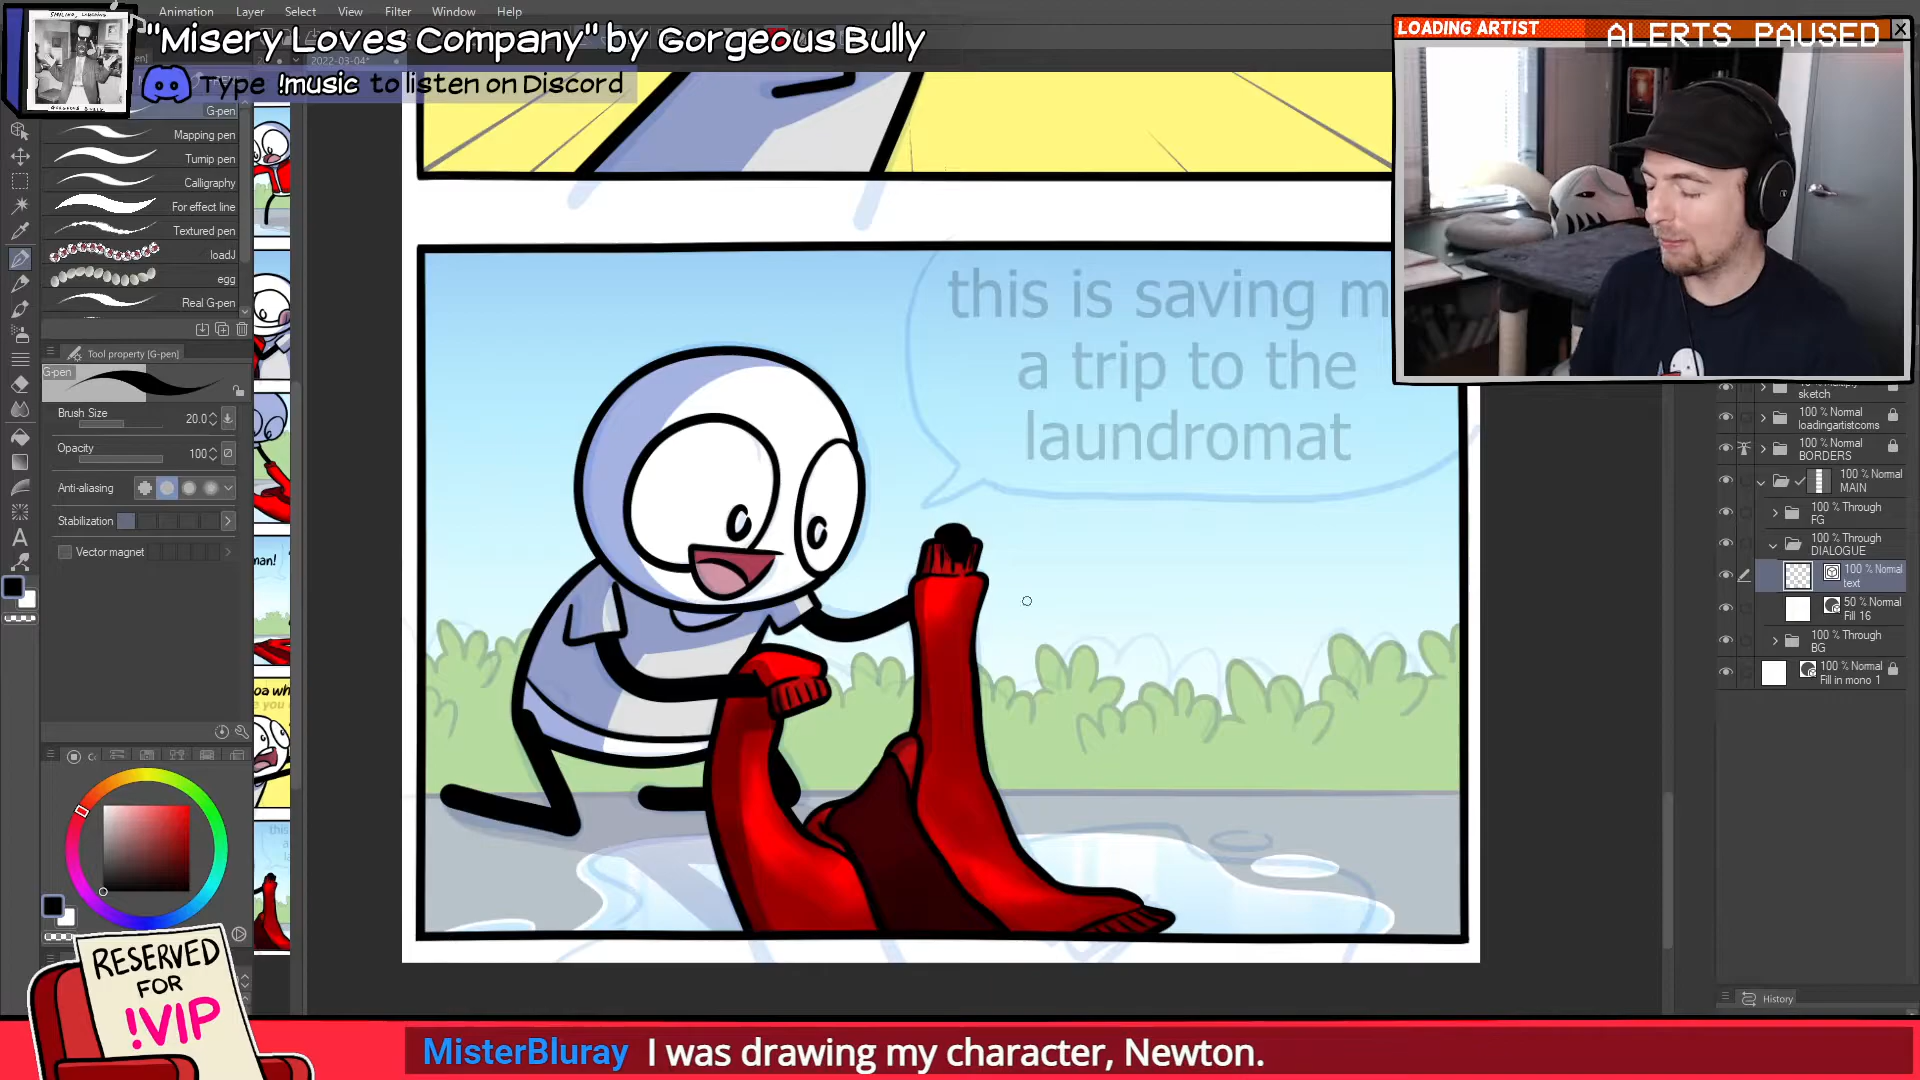 Animation Layer Select View Filter Window Help
"Misery Loves Company" by Gorgeous Bully
Type !music to listen on Discord
2022-03-04*
G-pen
Mapping pen
Turnip pen
Calligraphy
For effect line
Textured pen
loadJ
egg
Real G-pen
Tool property [G-pen]
G-pen
Brush Size 20.0
Opacity 100
Anti-aliasing
Stabilization
Vector magnet
LOADING ARTIST
ALERTS PAUSED
this is saving m
a trip to the
laundromat
sketch
100 % Normal
loadingartistcoms
100 % Normal
BORDERS
100 % Normal
MAIN
100 % Through
FG
100 % Through
DIALOGUE
100 % Normal
text
50 % Normal
Fill 16
100 % Through
BG
100 % Normal
Fill in mono 1
History
RESERVED
FOR
!VIP
MisterBluray I was drawing my character, Newton.